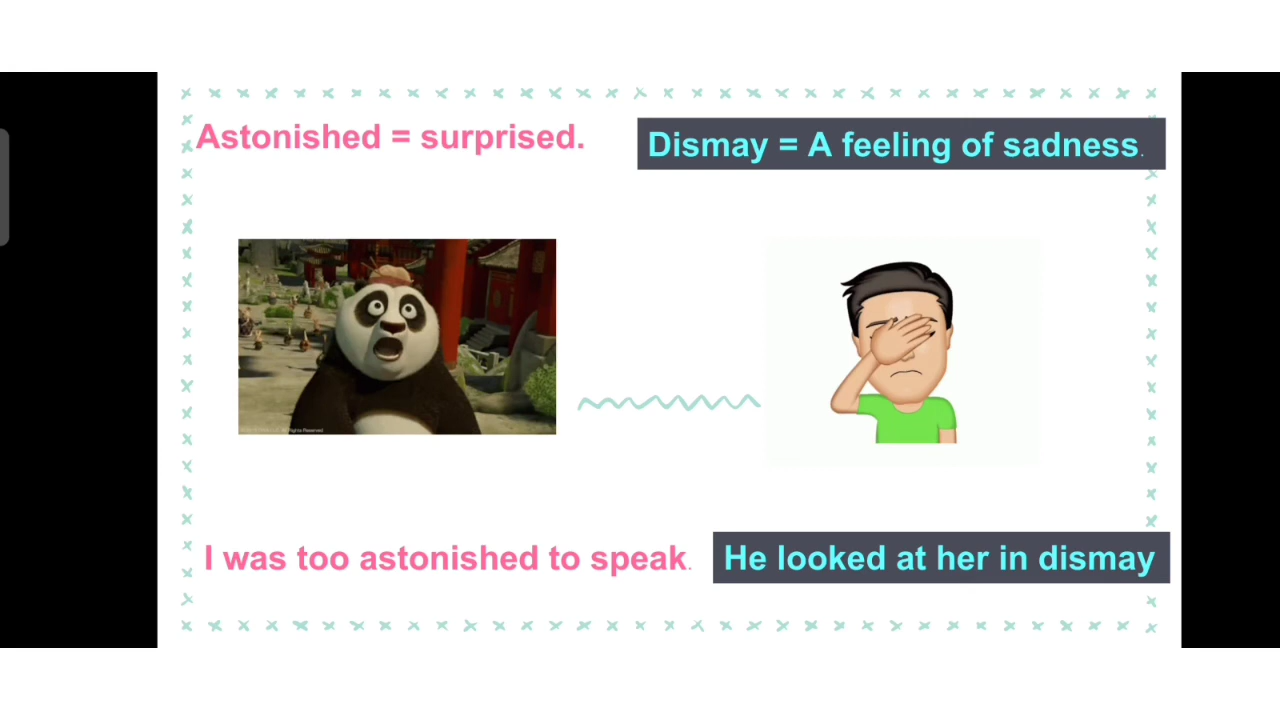 Astonished = surprised.
Dismay = A feeling of sadness.
I was too astonished to speak.
He looked at her in dismay